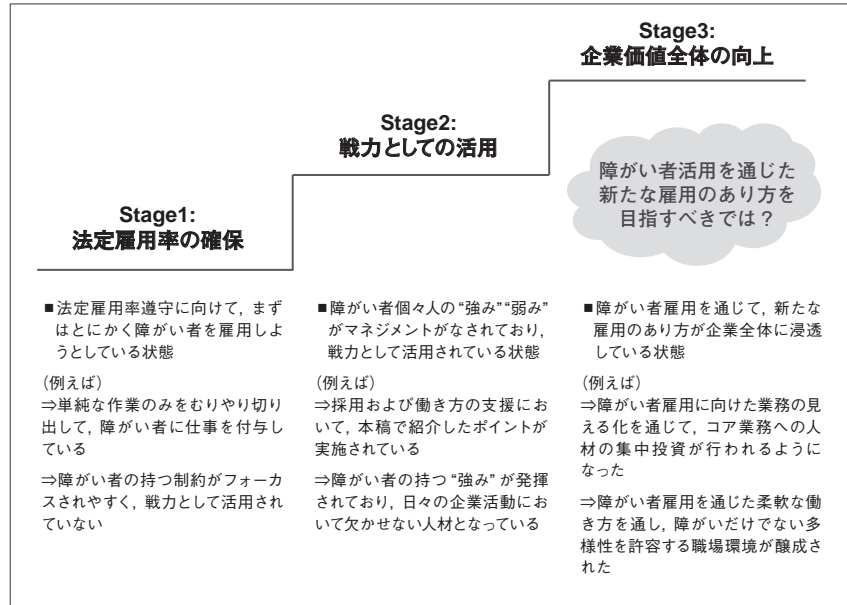 Stage3:
企業価値全体の向上
Stage2:
戦力としての活用
障がい者活用を通じた
新たな雇用のあり方を
目指すべきでは？
Stage1:
法定雇用率の確保
■法定雇用率遵守に向けて，まず
はとにかく障がい者を雇用しよ
うとしている状態
（例えば）
⇒単純な作業のみをむりやり切り
出して，障がい者に仕事を付与し
ている
⇒障がい者の持つ制約がフォーカ
スされやすく，戦力として活用され
ていない
■障がい者個々人の“強み”“弱み”
がマネジメントがなされており，
戦力として活用されている状態
（例えば）
⇒採用および働き方の支援にお
いて，本稿で紹介したポイントが
実施されている
⇒障がい者の持つ“強み”が発揮
されており，日々の企業活動にお
いて欠かせない人材となっている
■障がい者雇用を通じて，新たな
雇用のあり方が企業全体に浸透
している状態
（例えば）
⇒障がい者雇用に向けた業務の見
える化を通じて，コア業務への人
材の集中投資が行われるように
なった
⇒障がい者雇用を通じた柔軟な働
き方を通し，障がいだけでない多
様性を許容する職場環境が醸成さ
れた